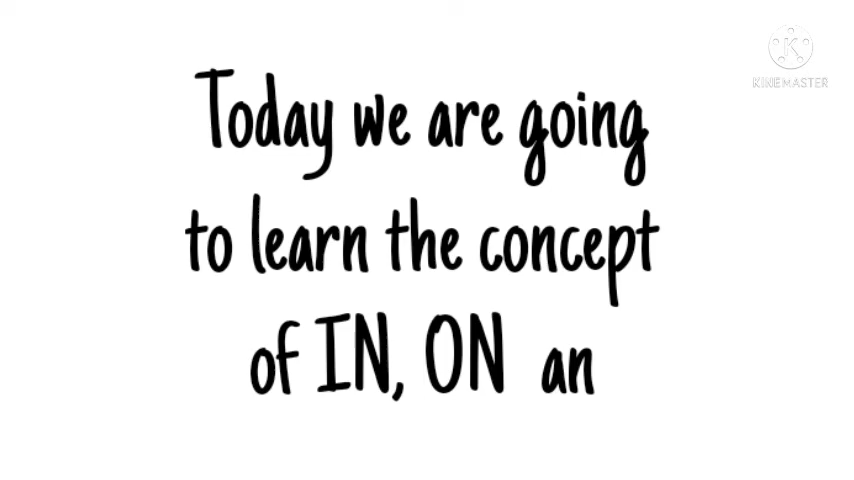 KINEMASTER
Today we are going
to learn the concept
of IN, ON an